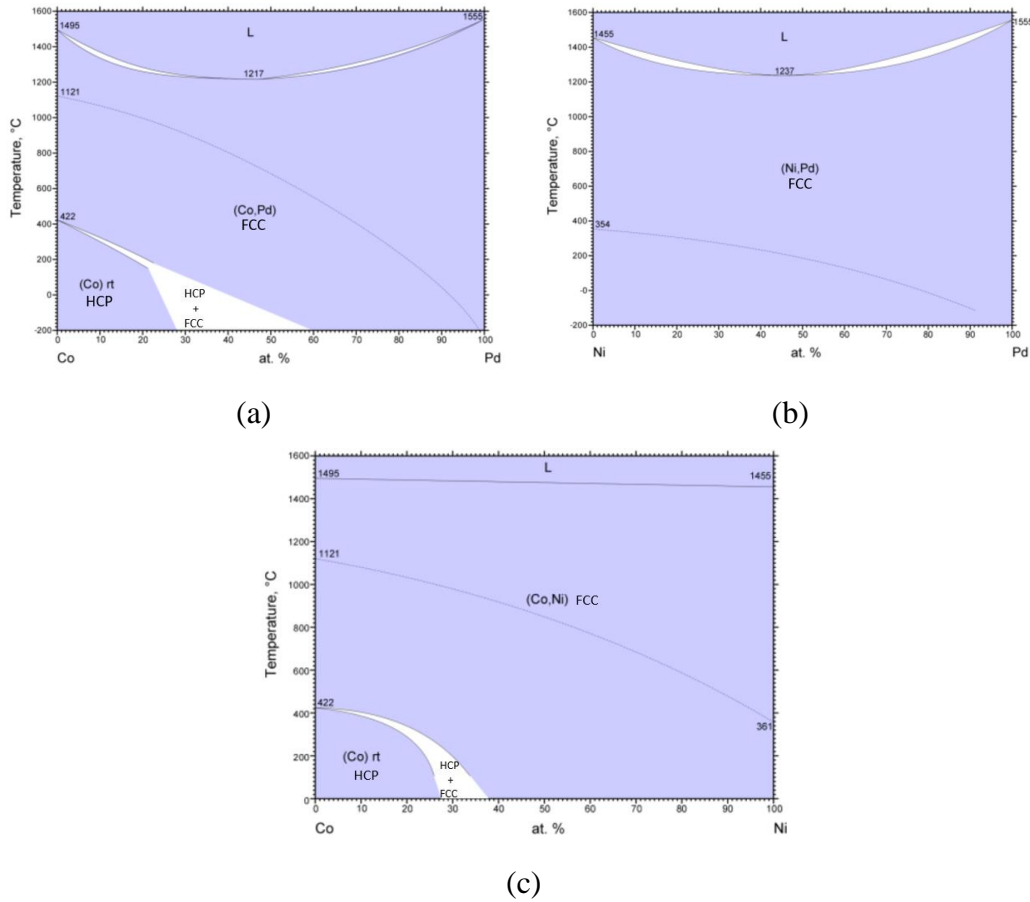 1600
1555
1495
L
1400
1217
1200
1121
1000
800
Temperature, °C
600
(Co,Pd)
FCC
422
400
200
(Co) rt
HCP
HCP
+
FCC
0
-200
0 10 20 30 40 50 60 70 80 90 100
Co at. % Pd
(a)
1600
1555
1455
L
1400
1237
1200
1000
800
Temperature, °C
(Ni,Pd)
FCC
600
400
354
200
-0
-200
0 10 20 30 40 50 60 70 80 90 100
Ni at. % Pd
(b)
1600
L
1495 1455
1400
1200
1121
1000
(Co,Ni) FCC
Temperature, °C
800
600
422
400
361
200
(Co) rt
HCP
HCP
+
FCC
0
0 10 20 30 40 50 60 70 80 90 100
Co at. % Ni
(c)